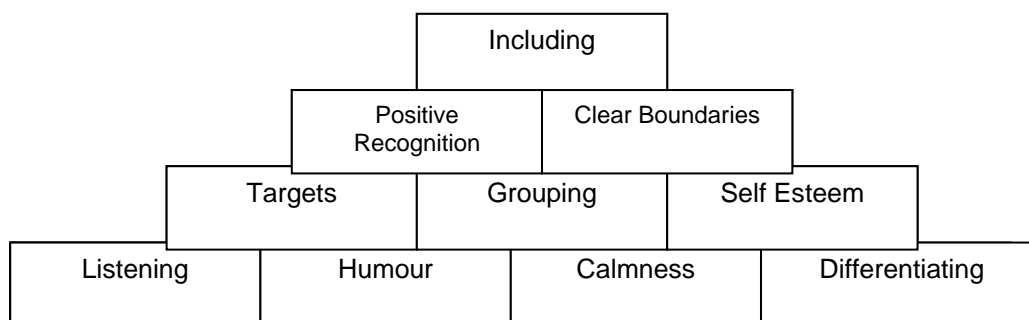 Including
Positive
Recognition
Clear Boundaries
Targets
Grouping
Self Esteem
Listening
Humour
Calmness
Differentiating